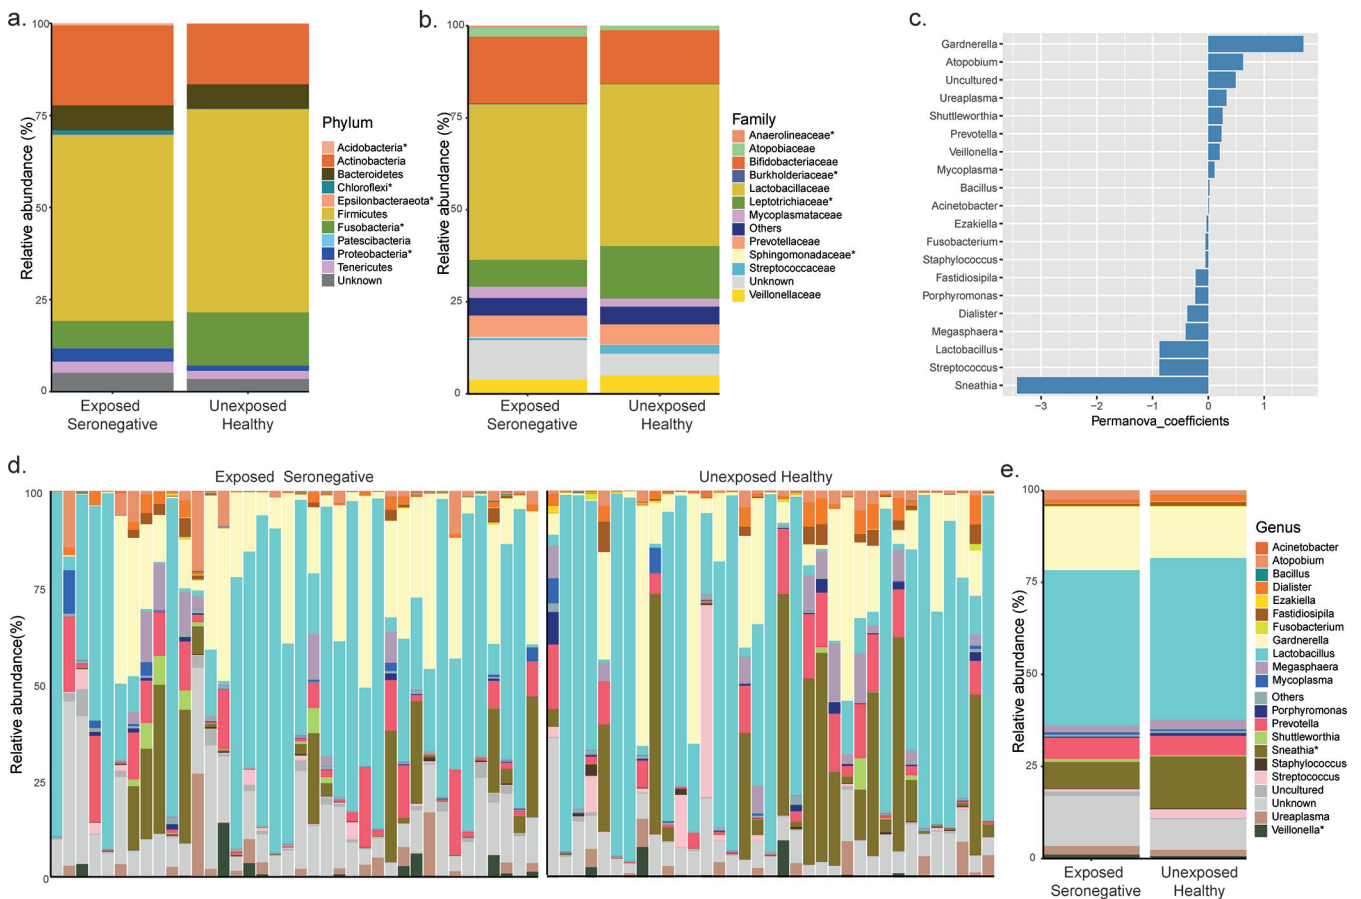 a.
100
75
50
25
0
Relative abundance (%)
Exposed
Seronegative
Unexposed
Healthy
Phylum
Acidobacteria*
Actinobacteria
Bacteroidetes
Chloroflexi*
Epsilonbacteraeota*
Firmicutes
Fusobacteria*
Patescibacteria
Proteobacteria*
Tenericutes
Unknown
b.
100
75
50
25
0
Relative abundance (%)
Exposed
Seronegative
Unexposed
Healthy
Family
Anaerolineaceae*
Atopobiaceae
Bifidobacteriaceae
Burkholderiaceae*
Lactobacillaceae
Leptotrichiaceae*
Mycoplasmataceae
Others
Prevotellaceae
Sphingomonadaceae*
Streptococcaceae
Unknown
Veillonellaceae
c.
Gardnerella
Atopobium
Uncultured
Ureaplasma
Shuttleworthia
Prevotella
Veillonella
Mycoplasma
Bacillus
Acinetobacter
Ezakiella
Fusobacterium
Staphylococcus
Fastidiosipila
Porphyromonas
Dialister
Megasphaera
Lactobacillus
Streptococcus
Sneathia
−3 −2 −1 0 1
Permanova_coefficients
d.
Exposed Seronegative
Unexposed Healthy
100
75
50
25
0
Relative abundance(%)
e.
100
75
50
25
0
Relative abundance (%)
Exposed
Seronegative
Unexposed
Healthy
Genus
Acinetobacter
Atopobium
Bacillus
Dialister
Ezakiella
Fastidiosipila
Fusobacterium
Gardnerella
Lactobacillus
Megasphaera
Mycoplasma
Others
Porphyromonas
Prevotella
Shuttleworthia
Sneathia*
Staphylococcus
Streptococcus
Uncultured
Unknown
Ureaplasma
Veillonella*